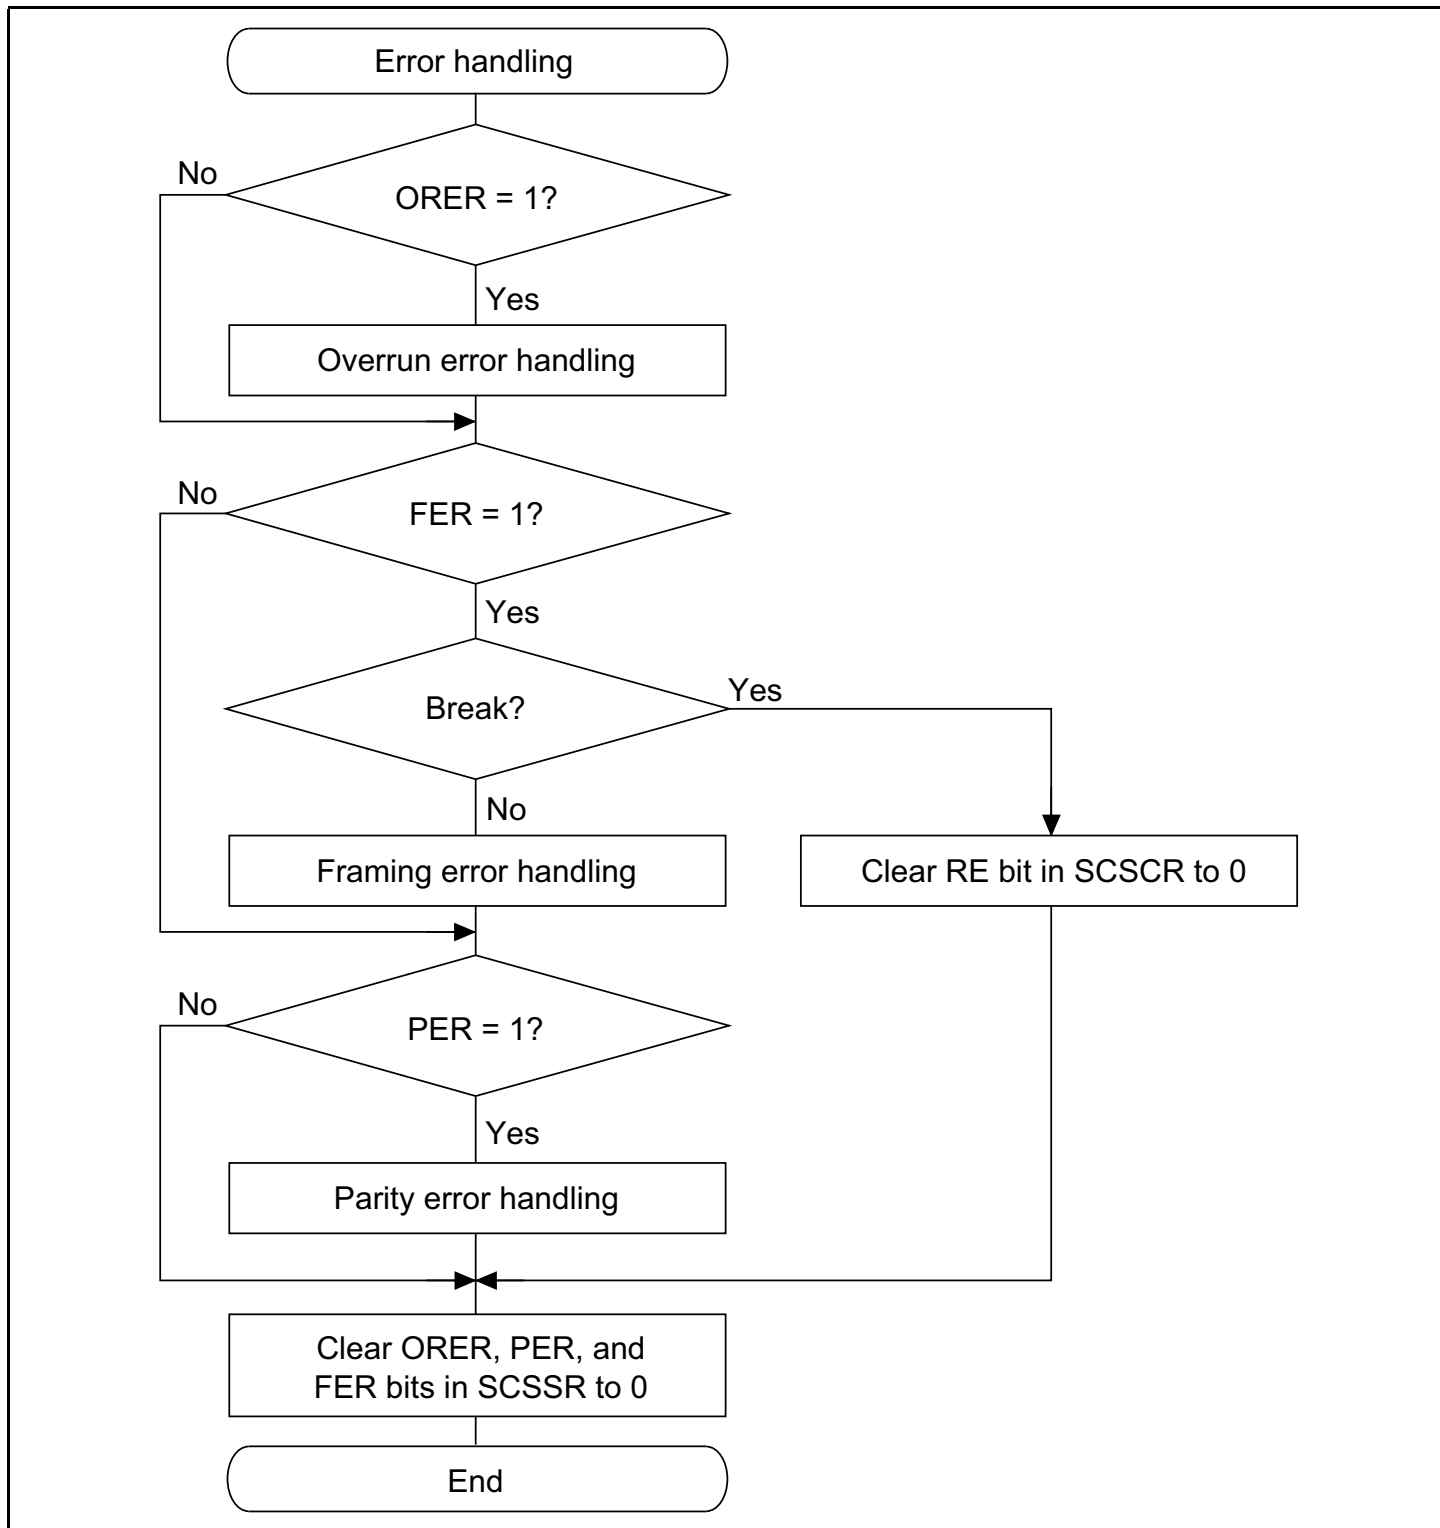 Error handling
No
ORER = 1?
Yes
Overrun error handling
No
FER = 1?
Yes
Break?
Yes
No
Framing error handling
Clear RE bit in SCSCR to 0
No
PER = 1?
Yes
Parity error handling
Clear ORER, PER, and
FER bits in SCSSR to 0
End